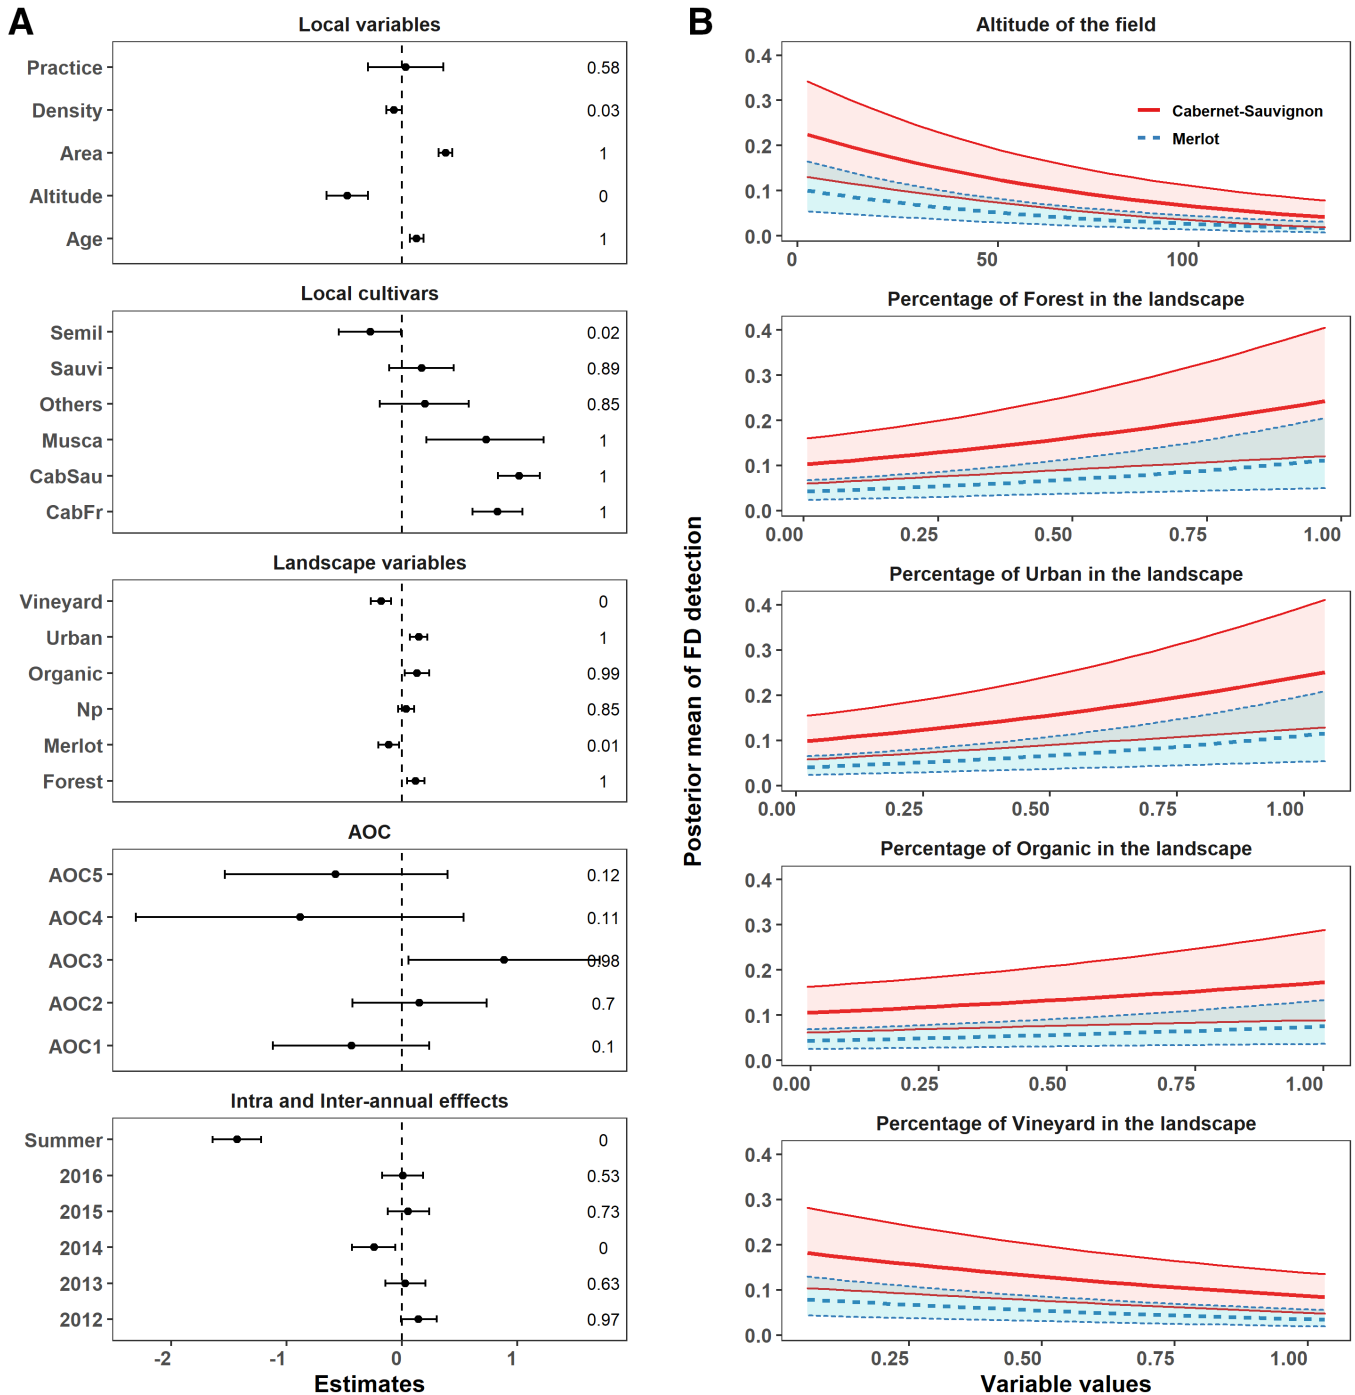 A
Local variables
Practice 0.58
Density 0.03
Area 1
Altitude 0
Age 1
Local cultivars
Semil 0.02
Sauvi 0.89
Others 0.85
Musca 1
CabSau 1
CabFr 1
Landscape variables
Vineyard 0
Urban 1
Organic 0.99
Np 0.85
Merlot 0.01
Forest 1
AOC
AOC5 0.12
AOC4 0.11
AOC3 0.98
AOC2 0.7
AOC1 0.1
Intra and Inter-annual efffects
Summer 0
2016 0.53
2015 0.73
2014 0
2013 0.63
2012 0.97
-2 -1 0 1
Estimates
B
Posterior mean of FD detection
Altitude of the field
0.4
0.3
0.2
0.1
0.0
Cabernet-Sauvignon
Merlot
0 50 100
Percentage of Forest in the landscape
0.4
0.3
0.2
0.1
0.0
0.00 0.25 0.50 0.75 1.00
Percentage of Urban in the landscape
0.4
0.3
0.2
0.1
0.0
0.00 0.25 0.50 0.75 1.00
Percentage of Organic in the landscape
0.4
0.3
0.2
0.1
0.0
0.00 0.25 0.50 0.75 1.00
Percentage of Vineyard in the landscape
0.4
0.3
0.2
0.1
0.0
0.25 0.50 0.75 1.00
Variable values